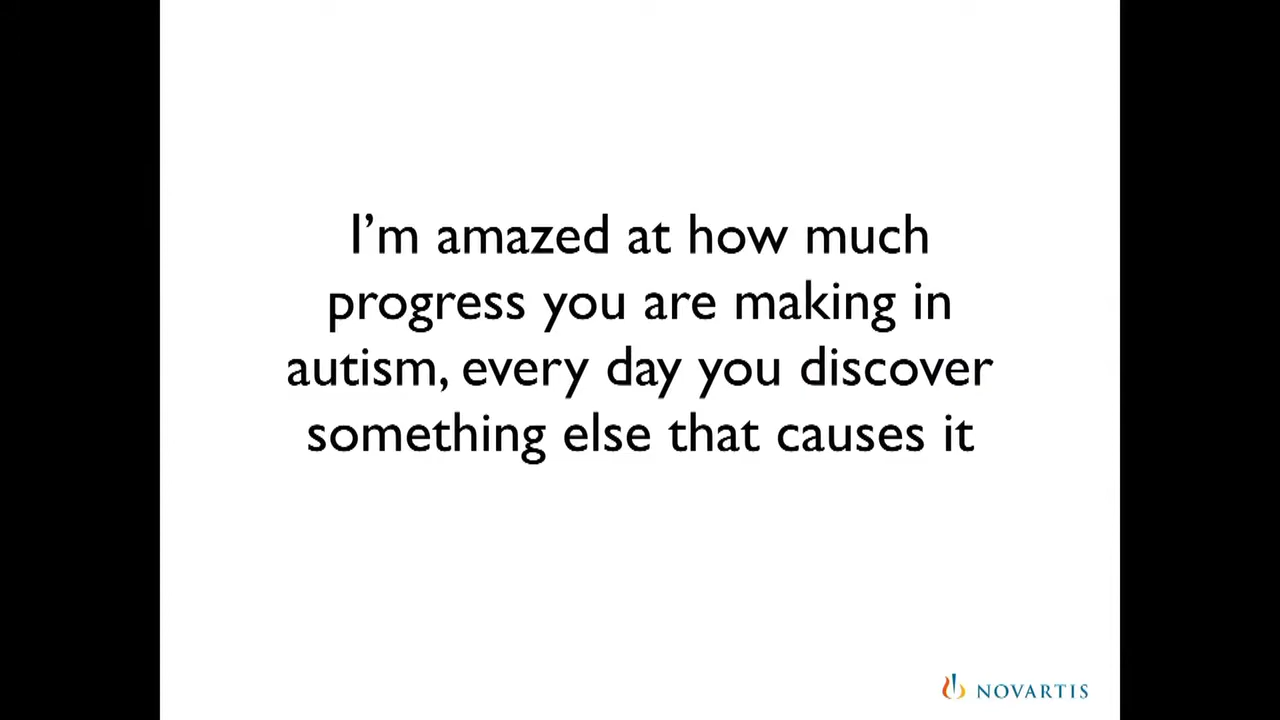 I’m amazed at how much
progress you are making in
autism, every day you discover
something else that causes it
NOVARTIS